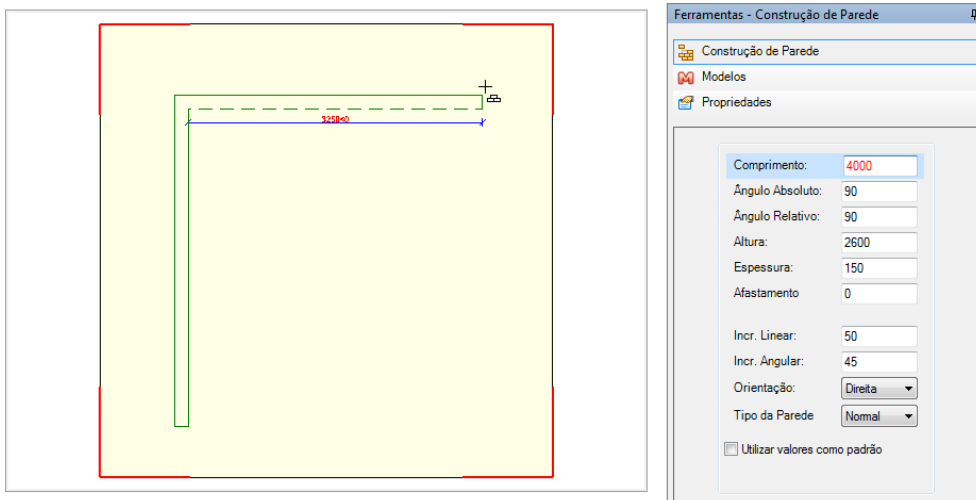 3250<0
Ferramentas - Construção de Parede
Construção de Parede
Modelos
Propriedades
Comprimento: 4000
Ângulo Absoluto: 90
Ângulo Relativo: 90
Altura: 2600
Espessura: 150
Afastamento 0
Incr. Linear: 50
Incr. Angular: 45
Orientação: Direita
Tipo da Parede Normal
Utilizar valores como padrão